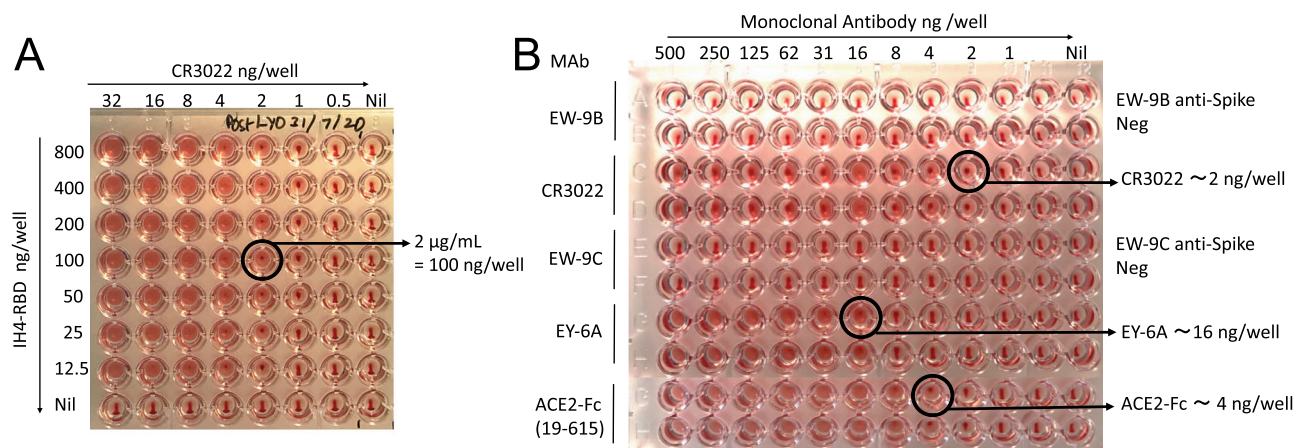 A
CR3022 ng/well
32 16 8 4 2 1 0.5 Nil
Post LYO 31/7/20
IH4-RBD ng/well
800
400
200
100
50
25
12.5
Nil
2 µg/mL
= 100 ng/well
B
Monoclonal Antibody ng /well
MAb
500 250 125 62 31 16 8 4 2 1 Nil
EW-9B
CR3022
EW-9C
EY-6A
ACE2-Fc
(19-615)
EW-9B anti-Spike
Neg
CR3022 ~2 ng/well
EW-9C anti-Spike
Neg
EY-6A ~16 ng/well
ACE2-Fc ~ 4 ng/well